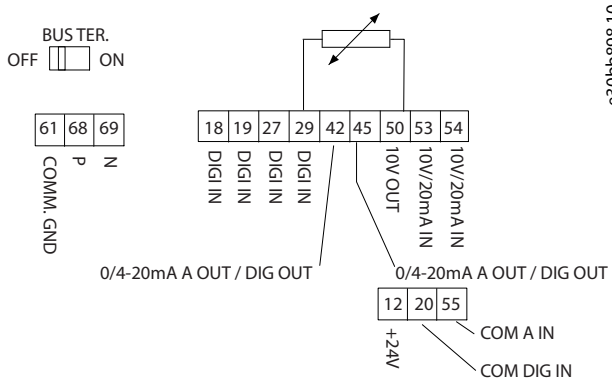 BUS TER.
OFF ON
61 68 69
COMM. GND
P
N
18 19 27 29 42 45 50 53 54
DIGI IN
DIGI IN
DIGI IN
DIGI IN
10V OUT
10V/20mA IN
10V/20mA IN
0/4-20mA A OUT / DIG OUT
0/4-20mA A OUT / DIG OUT
12 20 55
+24V
COM A IN
COM DIG IN